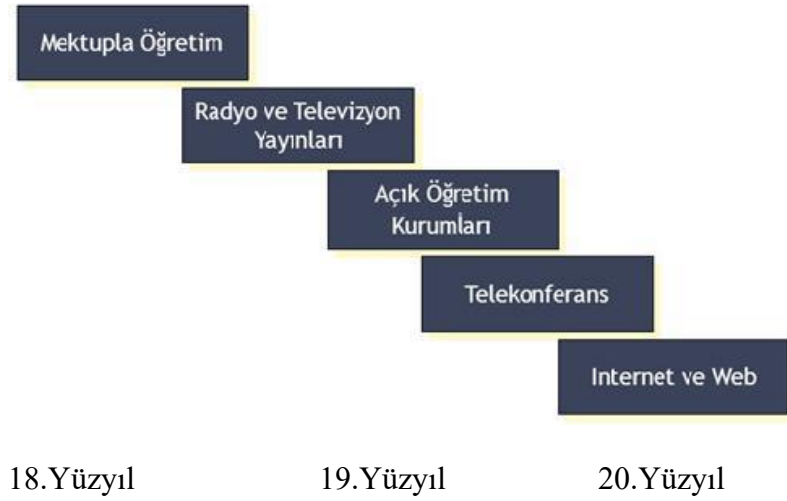 Mektupla Öğretim
Radyo ve Televizyon
Yayınları
Açık Öğretim
Kurumları
Telekonferans
Internet ve Web
18.Yüzyıl 19.Yüzyıl 20.Yüzyıl